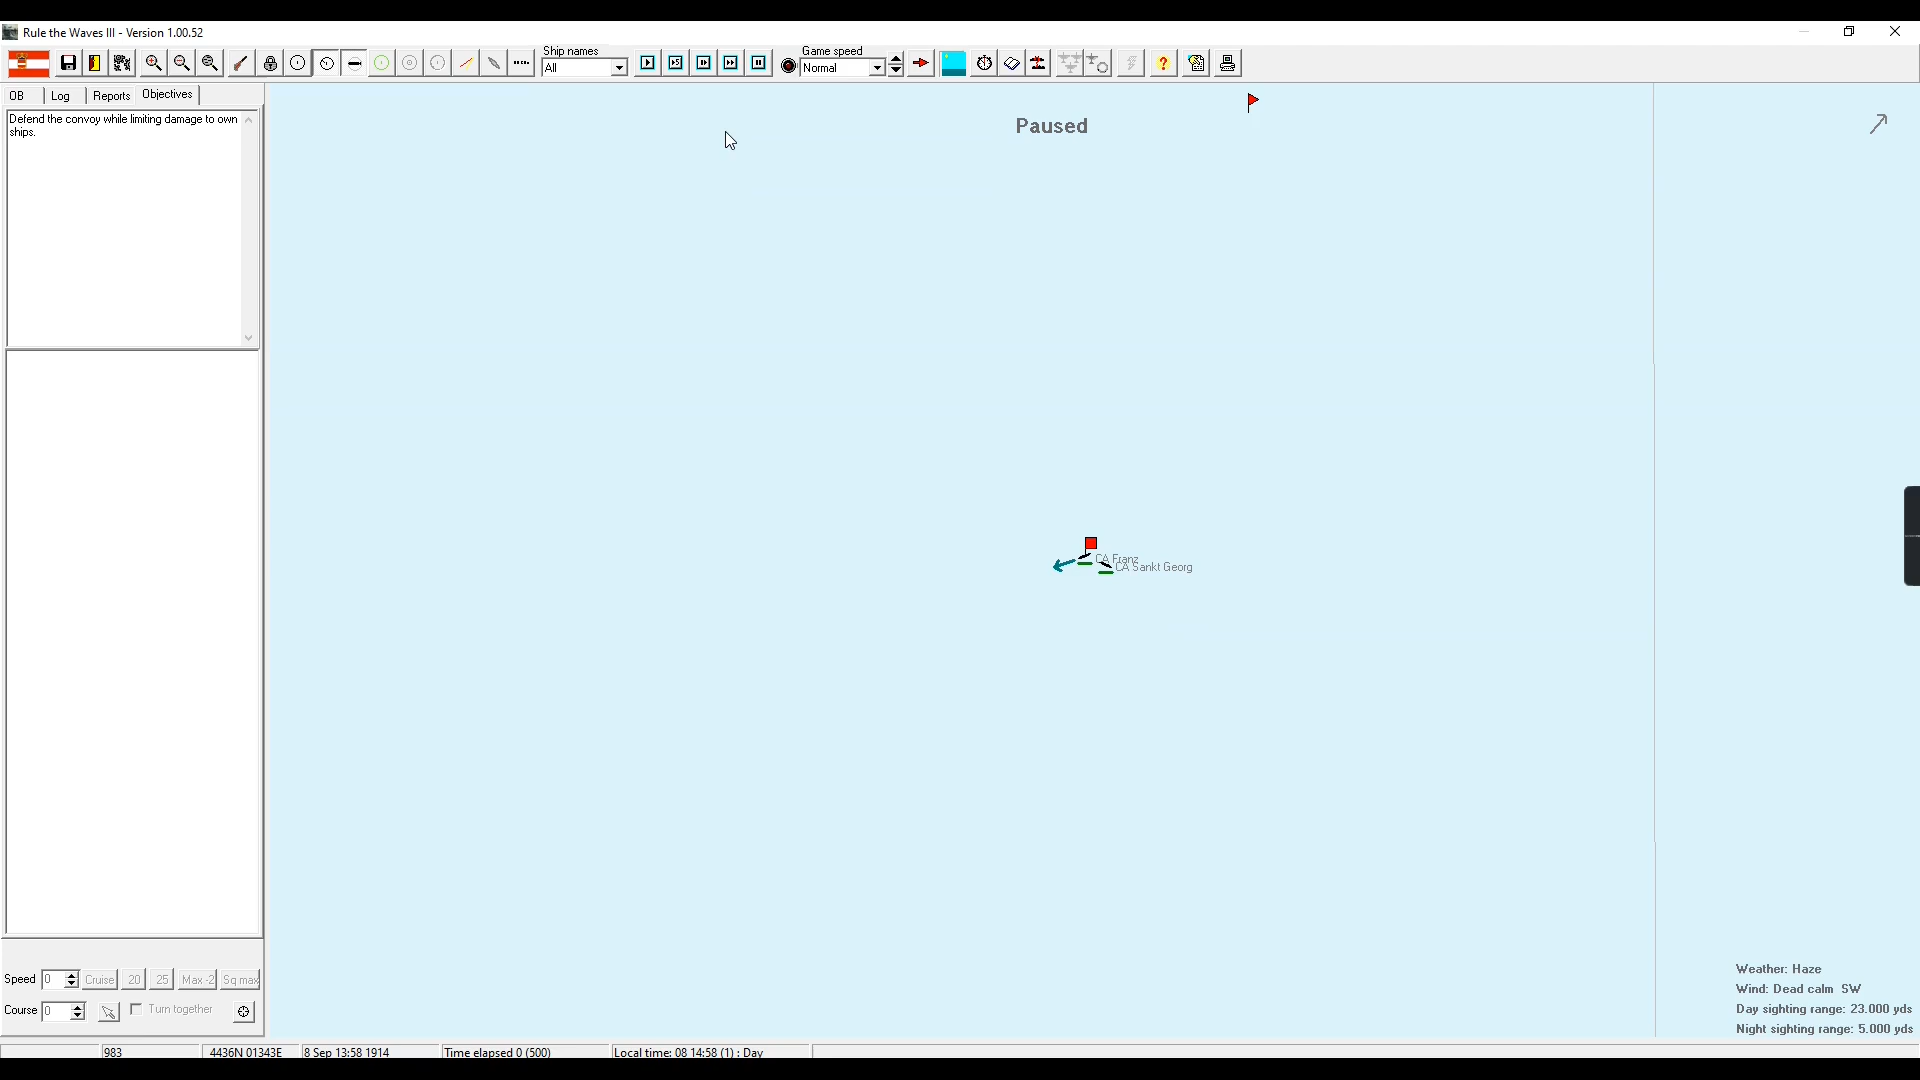 Rule the Waves III - Version 1.00.52
Ship names
All
Game speed
Normal
OB
Log
Reports
Objectives
Defend the convoy while limiting damage to own
ships.
Paused
CA Franz
CA Sankt Georg
Speed 0 Cruise 20 25 Max -2 Sq max
Course 0 Turn together
Weather: Haze
Wind: Dead calm SW
Day sighting range: 23.000 yds
Night sighting range: 5.000 yds
983
4436N 01343E
8 Sep 13:58 1914
Time elapsed 0 (500)
Local time: 08 14:58 (1) : Day